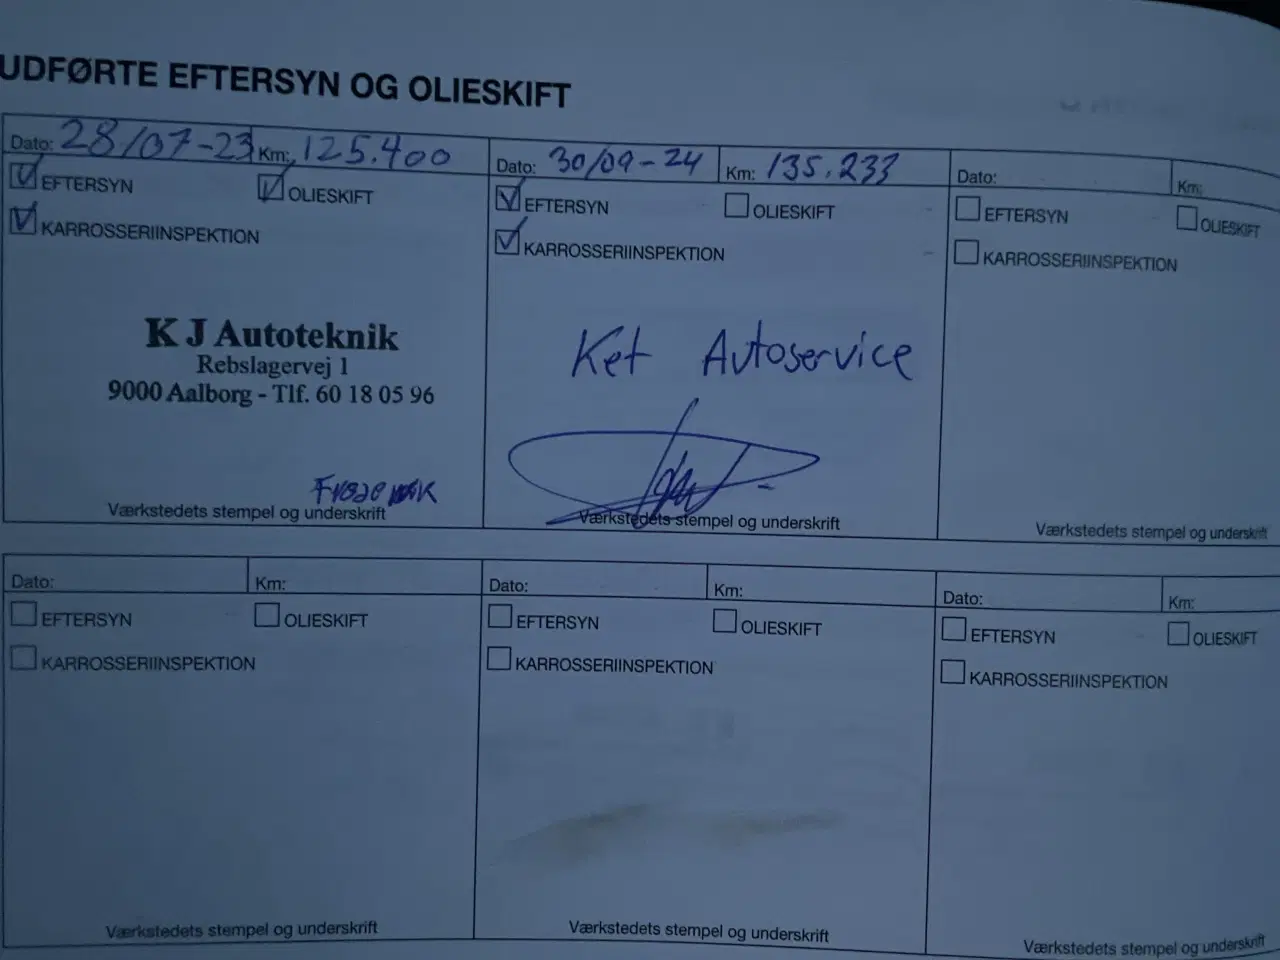 UDFØRTE EFTERSYN OG OLIESKIFT
Dato: 28/07-23 Km: 125.400
EFTERSYN OLIESKIFT
KARROSSERIINSPEKTION
K J Autoteknik
Rebslagervej 1
9000 Aalborg - Tlf. 60 18 05 96
Værkstedets stempel og underskrift
Dato: 30/09-24 Km: 135.233
EFTERSYN OLIESKIFT
KARROSSERIINSPEKTION
Ket Autoservice
Værkstedets stempel og underskrift
Dato: Km:
EFTERSYN OLIESKIFT
KARROSSERIINSPEKTION
Værkstedets stempel og underskrift
Dato: Km:
EFTERSYN OLIESKIFT
KARROSSERIINSPEKTION
Værkstedets stempel og underskrift
Dato: Km:
EFTERSYN OLIESKIFT
KARROSSERIINSPEKTION
Værkstedets stempel og underskrift
Dato: Km:
EFTERSYN OLIESKIFT
KARROSSERIINSPEKTION
Værkstedets stempel og underskrift